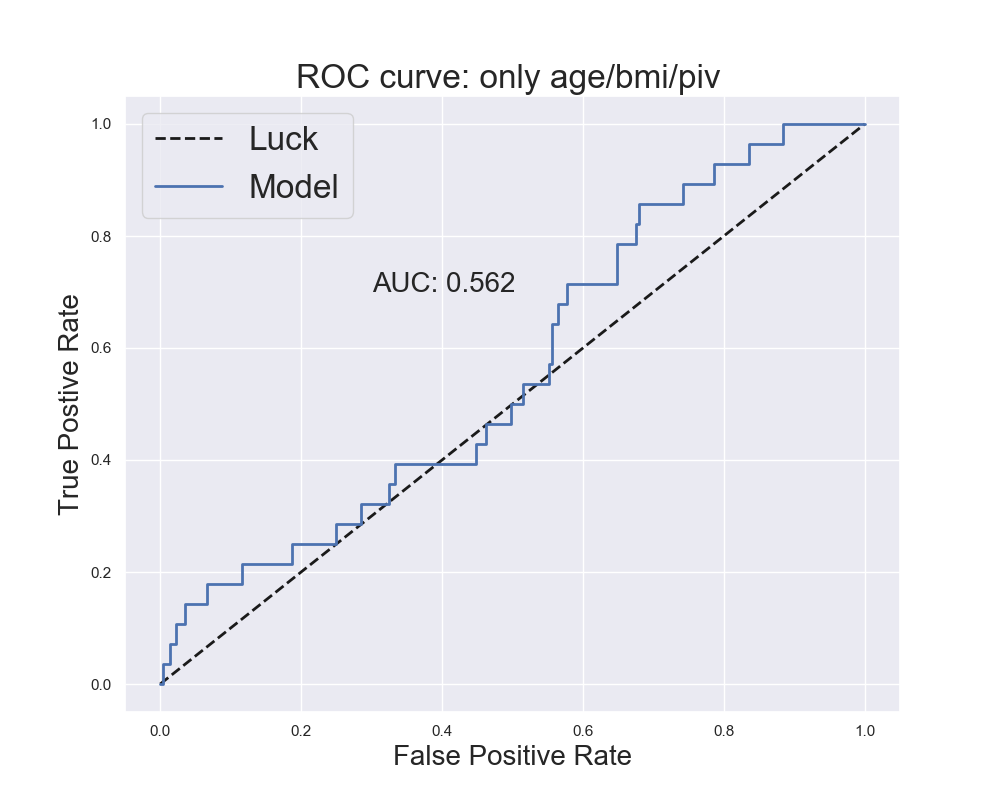 ROC curve: only age/bmi/piv
Luck
Model
AUC: 0.562
True Postive Rate
1.0
0.8
0.6
0.4
0.2
0.0
0.0 0.2 0.4 0.6 0.8 1.0
False Positive Rate